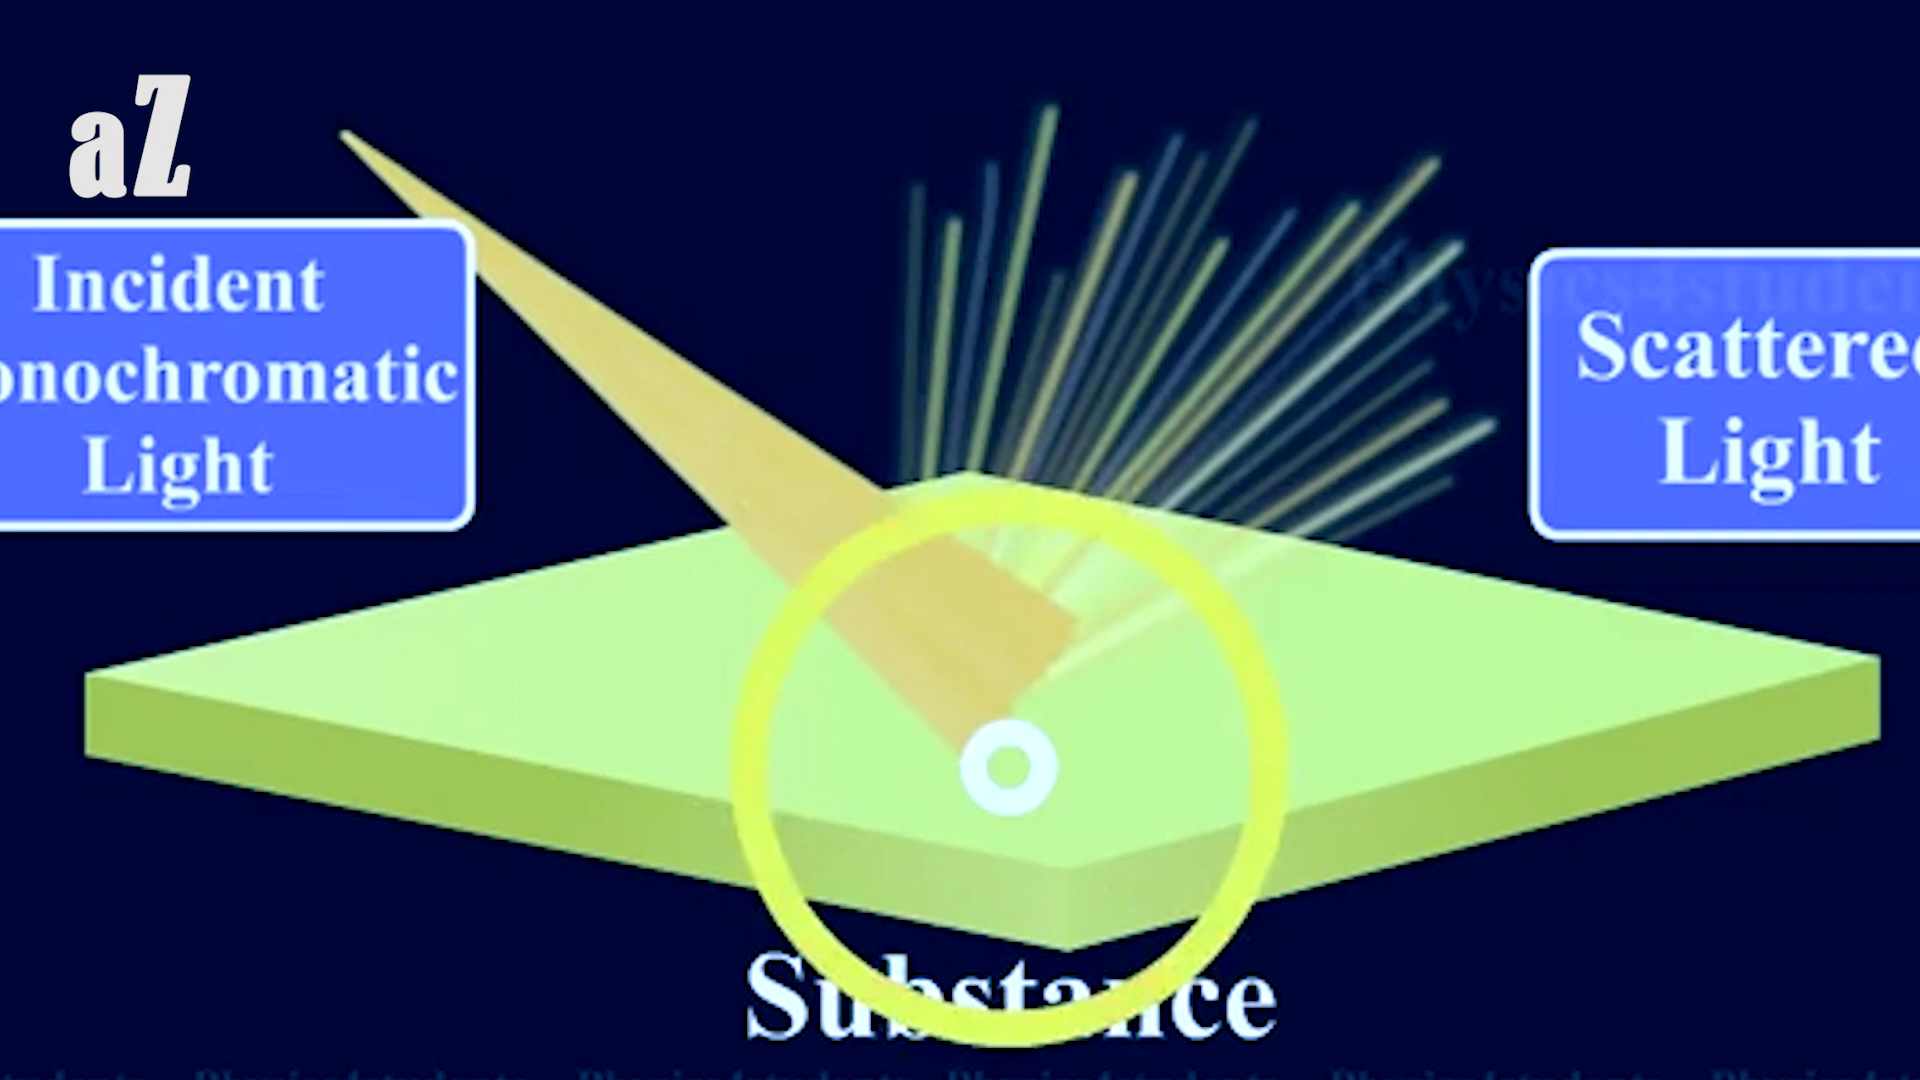 aZ
Incident
onochromatic
Light
Scattered
Light
Substance